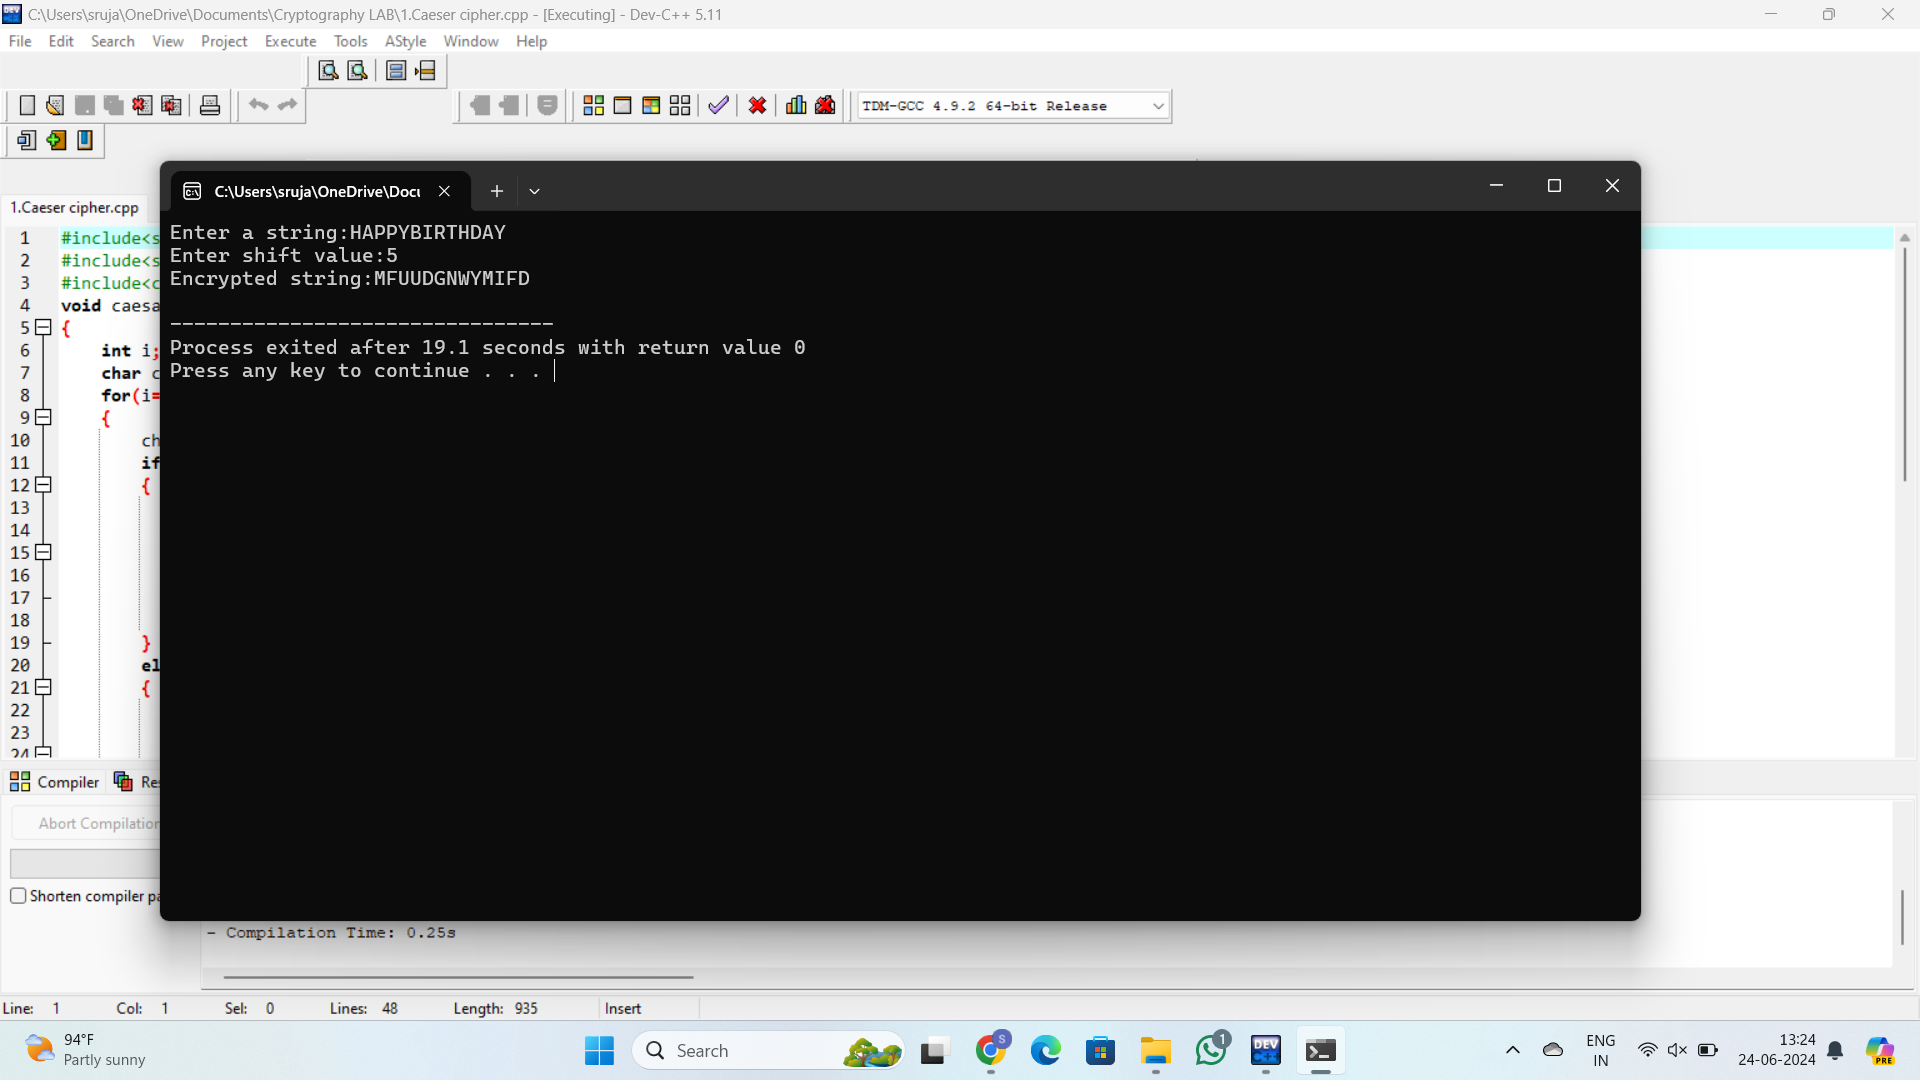 C:\Users\sruja\OneDrive\Documents\Cryptography LAB\1.Caeser cipher.cpp - [Executing] - Dev-C++ 5.11
File Edit Search View Project Execute Tools AStyle Window Help
TDM-GCC 4.9.2 64-bit Release
C:\Users\sruja\OneDrive\Docu
1.Caeser cipher.cpp
Enter a string:HAPPYBIRTHDAY
Enter shift value:5
Encrypted string:MFUUDGNWYMIFD
--------------------------------
Process exited after 19.1 seconds with return value 0
Press any key to continue . . .
1 #include<s
2 #include<s
3 #include<c
4 void caesa
5 {
6 int i;
7 char c
8 for(i=
9 {
10 ch
11 if
12 {
13
14
15
16
17
18
19 }
20 el
21 {
22
23
24
Compiler Res
Abort Compilation
Shorten compiler pa
- Compilation Time: 0.25s
Line: 1 Col: 1 Sel: 0 Lines: 48 Length: 935 Insert
94°F
Partly sunny
Search
S
1
DEV
C++
ENG
IN
13:24
24-06-2024
PRE